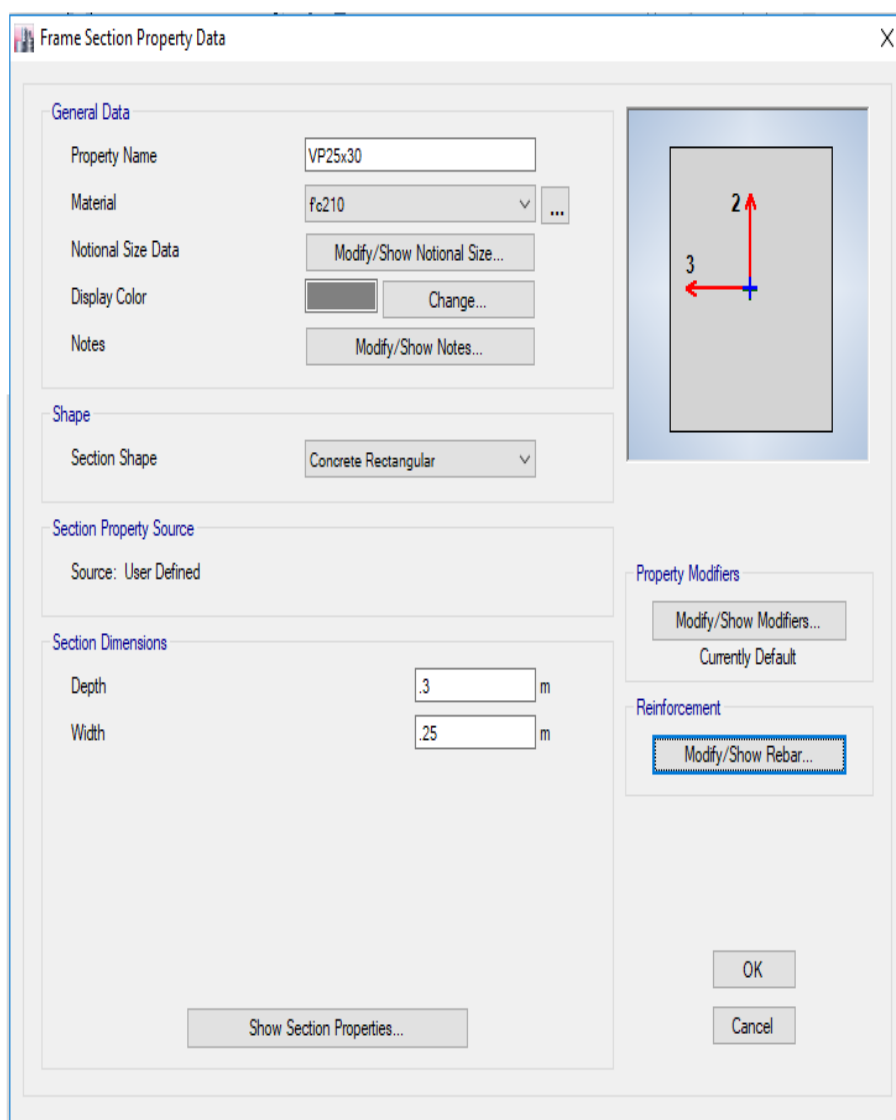 Frame Section Property Data
General Data
Property Name VP25x30
Material f'c210 ...
Notional Size Data Modify/Show Notional Size...
Display Color Change...
Notes Modify/Show Notes...
2
3
Shape
Section Shape Concrete Rectangular
Section Property Source
Source: User Defined
Property Modifiers
Modify/Show Modifiers...
Currently Default
Section Dimensions
Depth .3 m
Width .25 m
Reinforcement
Modify/Show Rebar...
Show Section Properties...
OK
Cancel